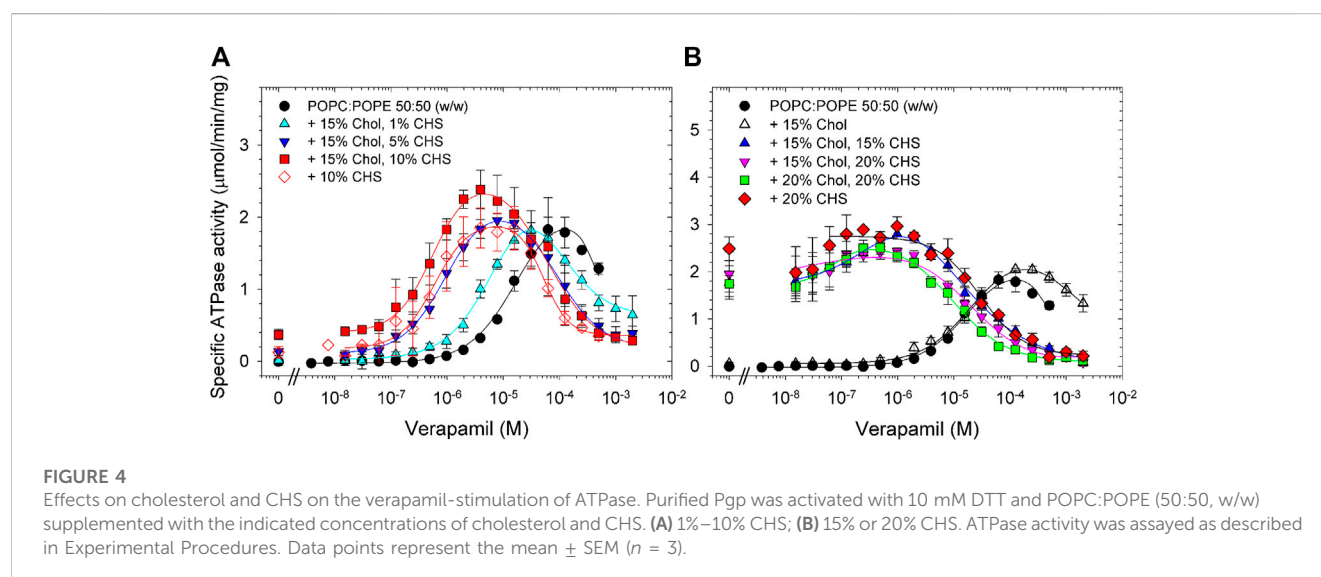 A
B
Specific ATPase activity (µmol/min/mg)
3
2
1
0
POPC:POPE 50:50 (w/w)
+ 15% Chol, 1% CHS
+ 15% Chol, 5% CHS
+ 15% Chol, 10% CHS
+ 10% CHS
0 10-8 10-7 10-6 10-5 10-4 10-3 10-2
Verapamil (M)
5
4
3
2
1
0
POPC:POPE 50:50 (w/w)
+ 15% Chol
+ 15% Chol, 15% CHS
+ 15% Chol, 20% CHS
+ 20% Chol, 20% CHS
+ 20% CHS
0 10-8 10-7 10-6 10-5 10-4 10-3 10-2
Verapamil (M)
FIGURE 4
Effects on cholesterol and CHS on the verapamil-stimulation of ATPase. Purified Pgp was activated with 10 mM DTT and POPC:POPE (50:50, w/w)
supplemented with the indicated concentrations of cholesterol and CHS. (A) 1%–10% CHS; (B) 15% or 20% CHS. ATPase activity was assayed as described
in Experimental Procedures. Data points represent the mean ± SEM (n = 3).